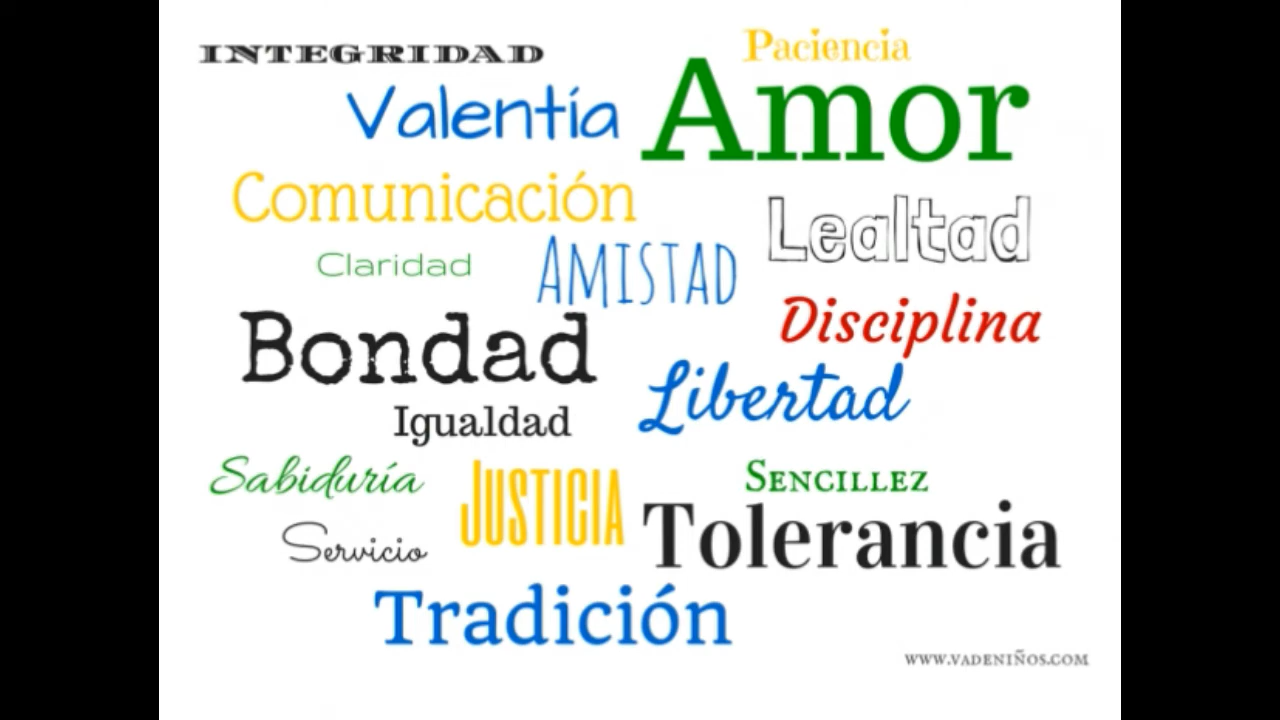 INTEGRIDAD
Paciencia
Valentía
Amor
Comunicación
Lealtad
Claridad
AMISTAD
Disciplina
Bondad
Libertad
Igualdad
Sabiduría
JUSTICIA
SENCILLEZ
Servicio
Tolerancia
Tradición
WWW.VADENIÑOS.COM